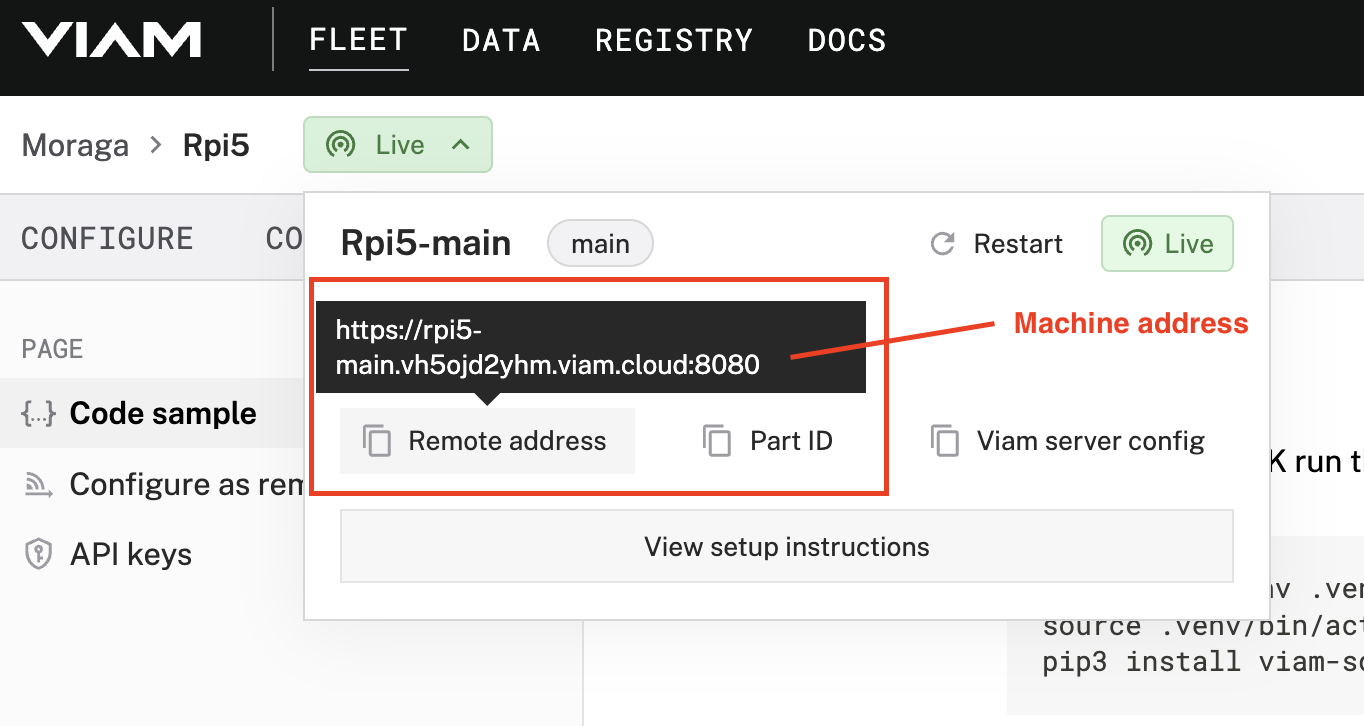 VIAM FLEET DATA REGISTRY DOCS
Moraga > Rpi5 Live
CONFIGURE CO
Rpi5-main main Restart Live
https://rpi5-
main.vh5ojd2yhm.viam.cloud:8080
Machine address
Remote address Part ID Viam server config
View setup instructions
PAGE
{...} Code sample
Configure as rem
API keys
K run
source .venv/bin/act
pip3 install viam-s